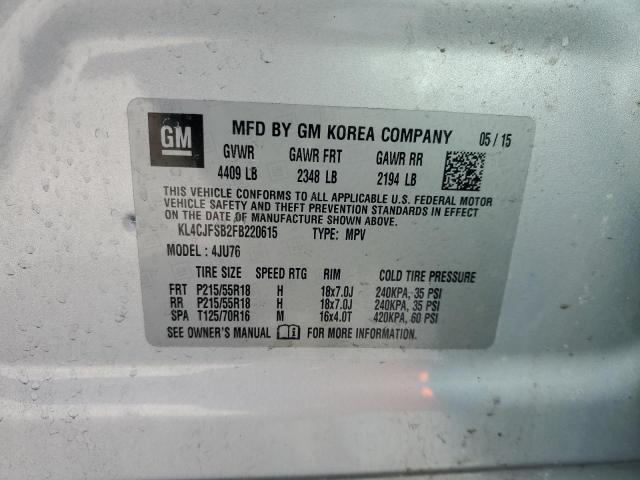 GM MFD BY GM KOREA COMPANY 05 / 15
GVWR GAWR FRT GAWR RR
4409 LB 2348 LB 2194 LB
THIS VEHICLE CONFORMS TO ALL APPLICABLE U.S. FEDERAL MOTOR
VEHICLE SAFETY AND THEFT PREVENTION STANDARDS IN EFFECT
ON THE DATE OF MANUFACTURE SHOWN ABOVE.
KL4CJFSB2FB220615 TYPE: MPV
MODEL : 4JU76
TIRE SIZE SPEED RTG RIM COLD TIRE PRESSURE
FRT P215/55R18 H 18x7.0J 240KPA, 35 PSI
RR P215/55R18 H 18x7.0J 240KPA, 35 PSI
SPA T125/70R16 M 16x4.0T 420KPA, 60 PSI
SEE OWNER'S MANUAL FOR MORE INFORMATION.